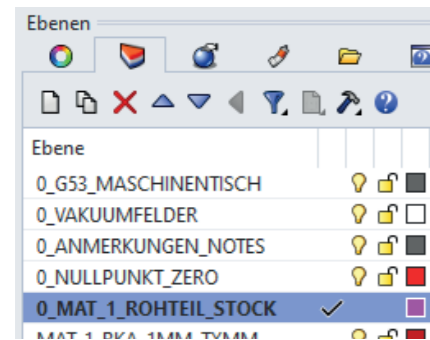 Ebenen
Ebene
0_G53_MASCHINENTISCH
0_VAKUUMFELDER
0_ANMERKUNGEN_NOTES
0_NULLPUNKT_ZERO
0_MAT_1_ROHTEIL_STOCK